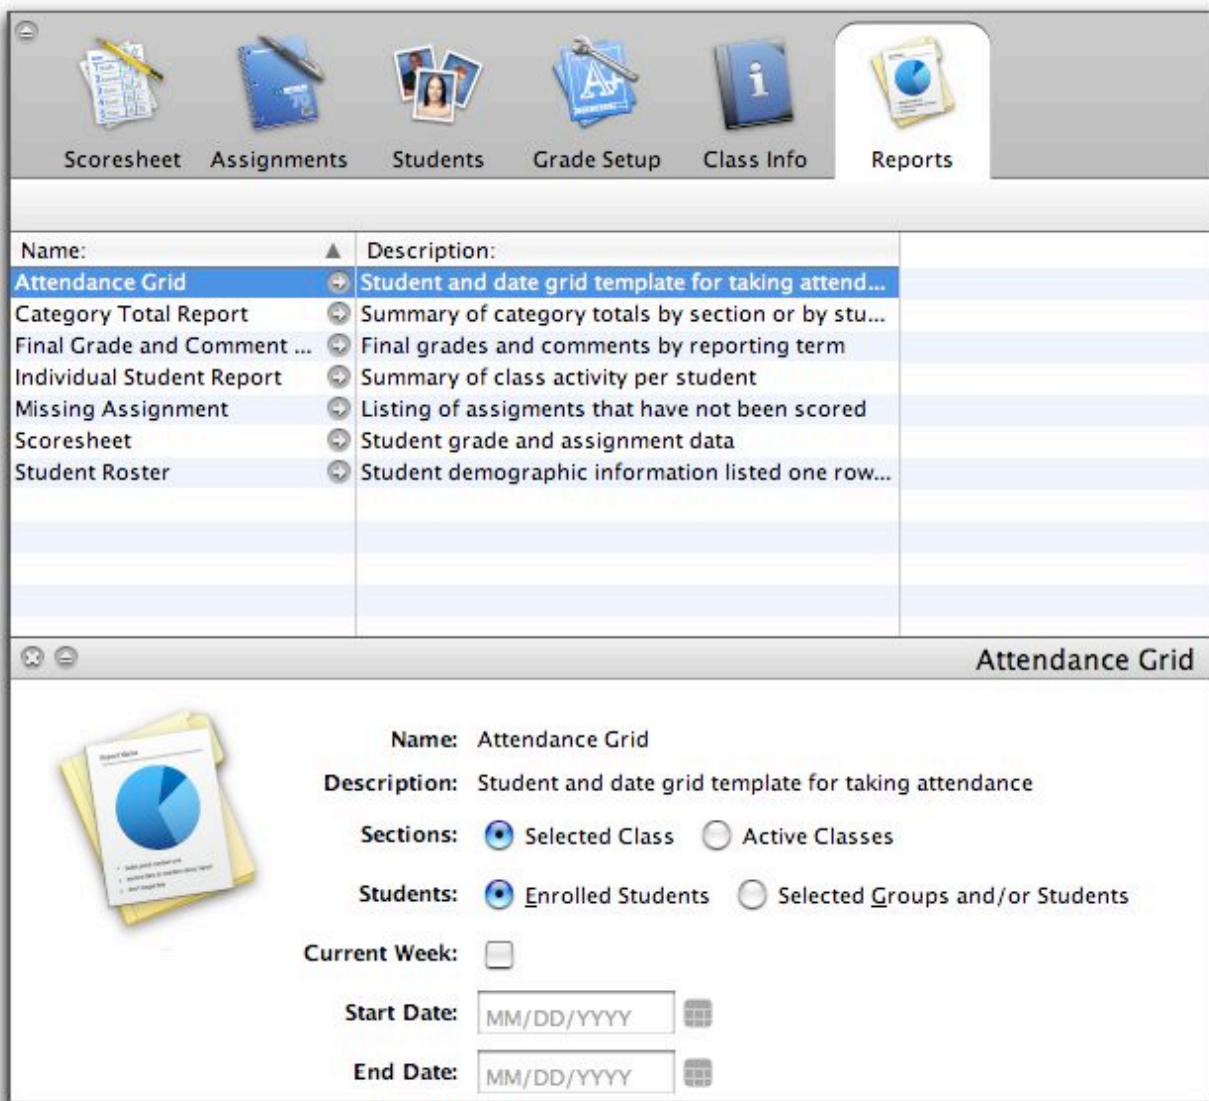 Scoresheet Assignments Students Grade Setup Class Info Reports
Name: Description:
Attendance Grid Student and date grid template for taking attend...
Category Total Report Summary of category totals by section or by stu...
Final Grade and Comment ... Final grades and comments by reporting term
Individual Student Report Summary of class activity per student
Missing Assignment Listing of assigments that have not been scored
Scoresheet Student grade and assignment data
Student Roster Student demographic information listed one row...
Attendance Grid
Name: Attendance Grid
Description: Student and date grid template for taking attendance
Sections: Selected Class Active Classes
Students: Enrolled Students Selected Groups and/or Students
Current Week:
Start Date: MM/DD/YYYY
End Date: MM/DD/YYYY